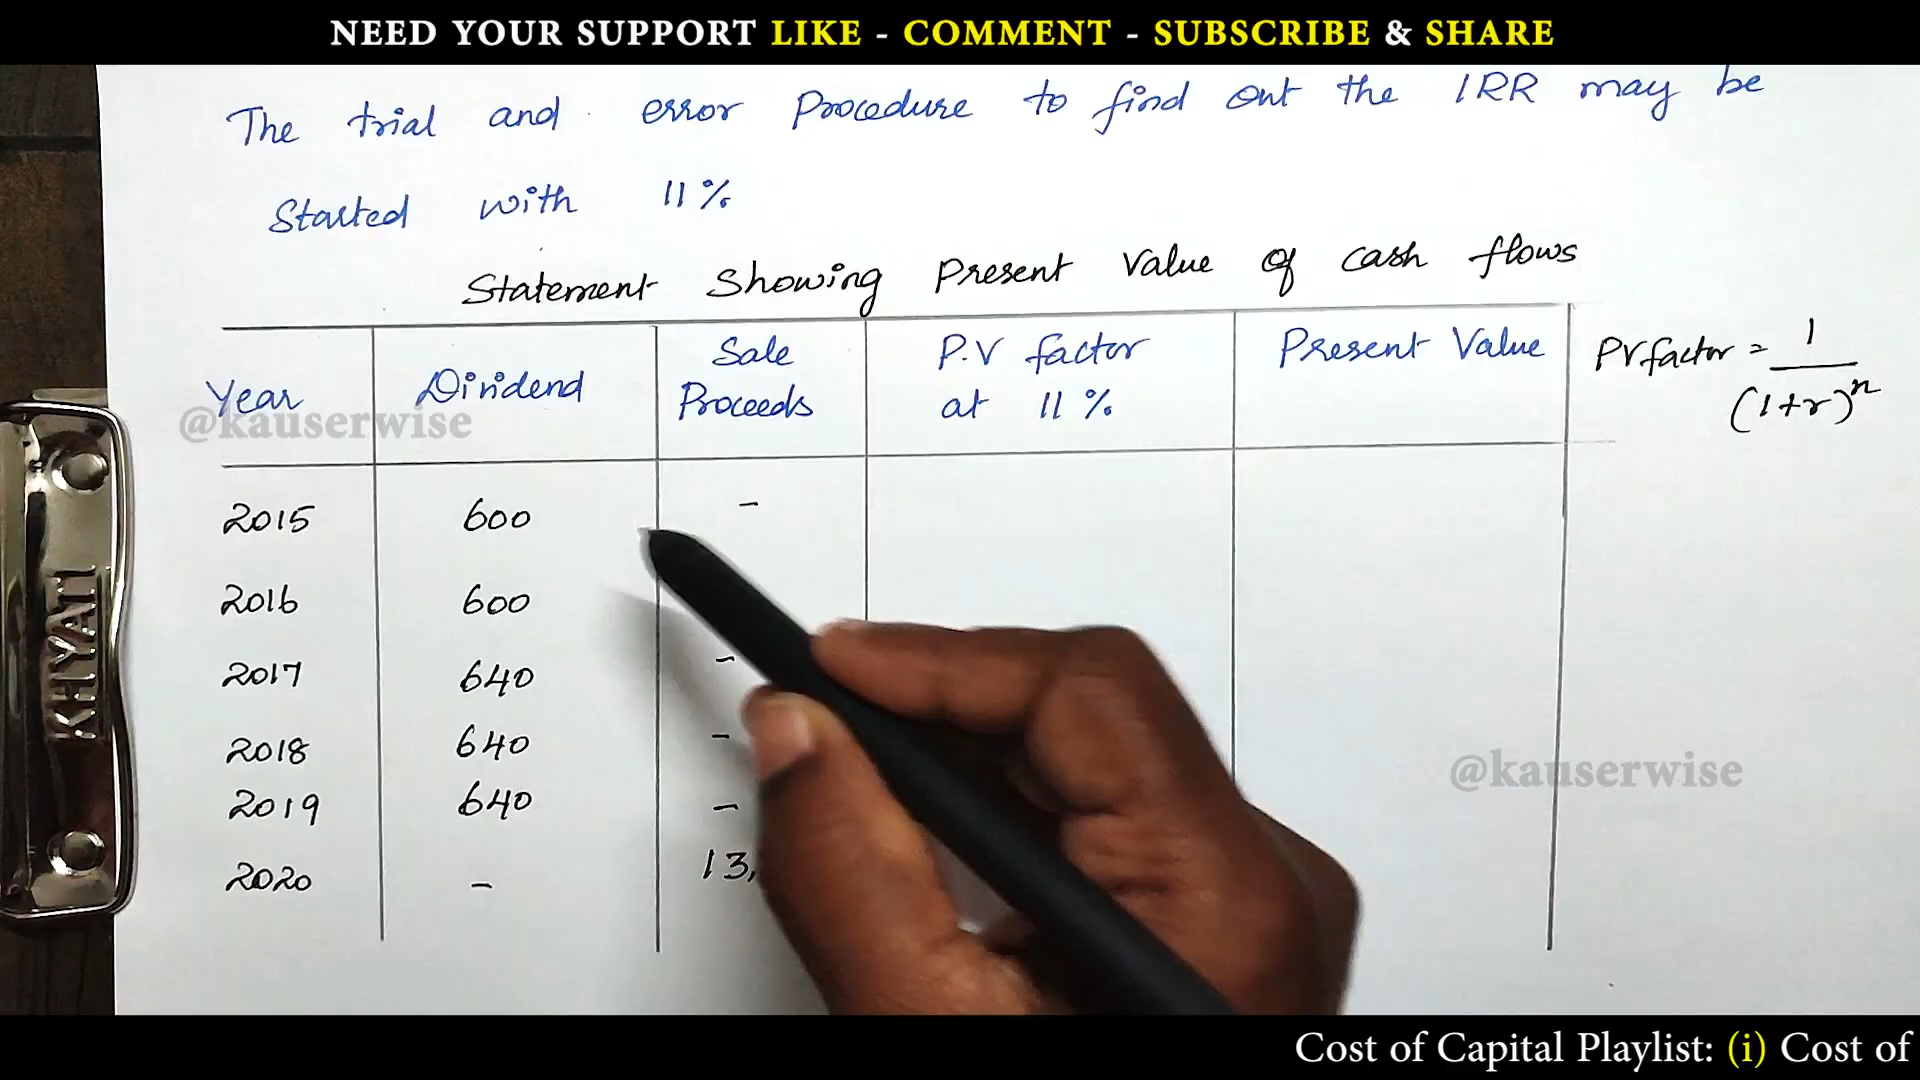 NEED YOUR SUPPORT LIKE - COMMENT - SUBSCRIBE & SHARE
The trial and error Procedure to find out the IRR may be
Started with 11%
Statement Showing Present Value of cash flows
Year Dividend Sale Proceeds P.V factor at 11% Present Value PV factor = 1 / (1+r)^n
@kauserwise
2015 600 -
2016 600
2017 640 -
2018 640 -
2019 640 -
2020 - 13,
@kauserwise
KHYATI
Cost of Capital Playlist: (i) Cost of